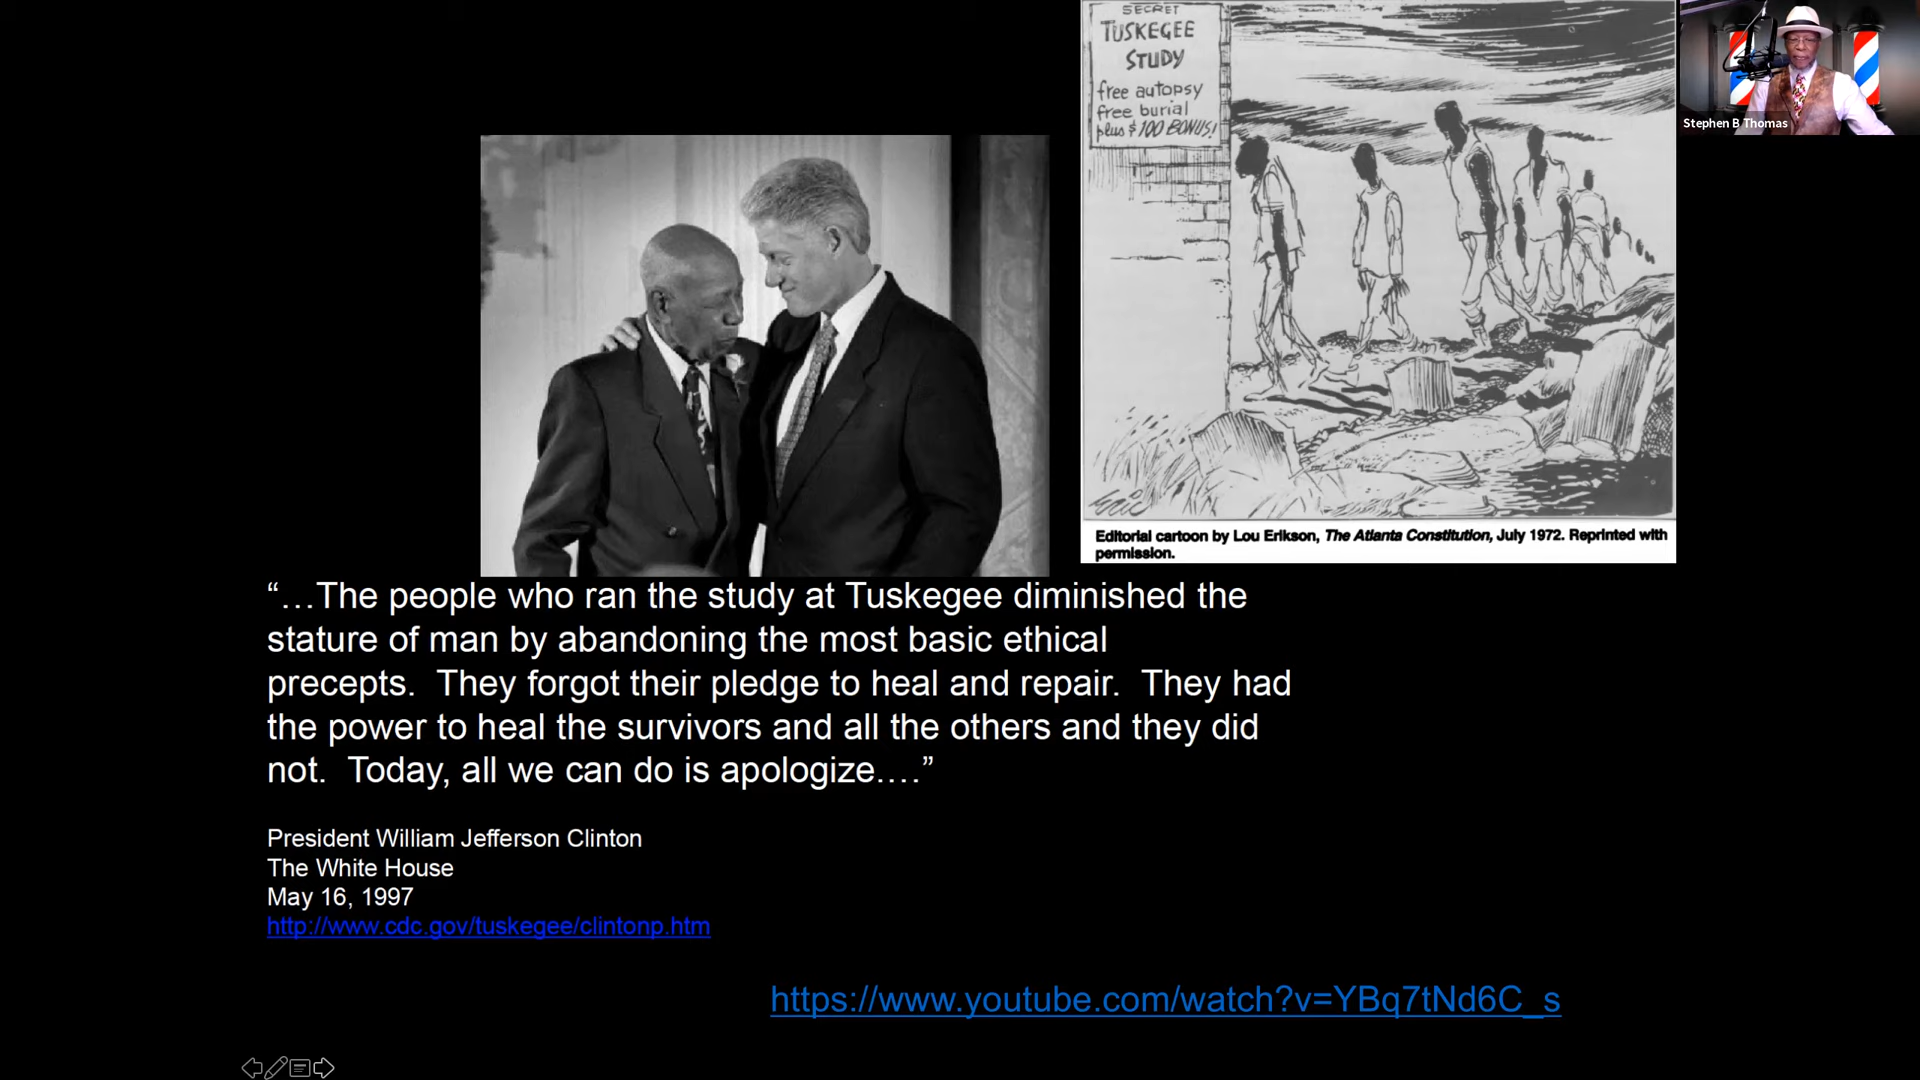 SECRET
TUSKEGEE
STUDY
free autopsy
free burial
plus $100 BONUS!
Stephen B Thomas
Editorial cartoon by Lou Erikson, The Atlanta Constitution, July 1972. Reprinted with
permission.
“…The people who ran the study at Tuskegee diminished the
stature of man by abandoning the most basic ethical
precepts.  They forgot their pledge to heal and repair.  They had
the power to heal the survivors and all the others and they did
not.  Today, all we can do is apologize.…”
President William Jefferson Clinton
The White House
May 16, 1997
http://www.cdc.gov/tuskegee/clintonp.htm
https://www.youtube.com/watch?v=YBq7tNd6C_s